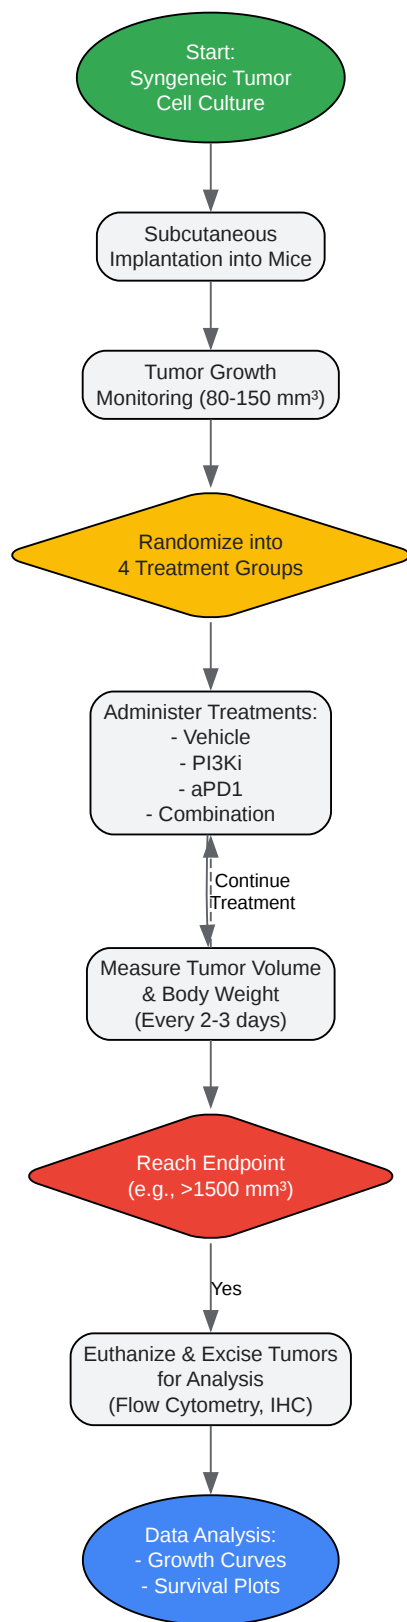 Start:
Syngeneic Tumor
Cell Culture
Subcutaneous
Implantation into Mice
Tumor Growth
Monitoring (80-150 mm³)
Randomize into
4 Treatment Groups
Administer Treatments:
- Vehicle
- PI3Ki
- aPD1
- Combination
Continue
Treatment
Measure Tumor Volume
& Body Weight
(Every 2-3 days)
Reach Endpoint
(e.g., >1500 mm³)
Yes
Euthanize & Excise Tumors
for Analysis
(Flow Cytometry, IHC)
Data Analysis:
- Growth Curves
- Survival Plots